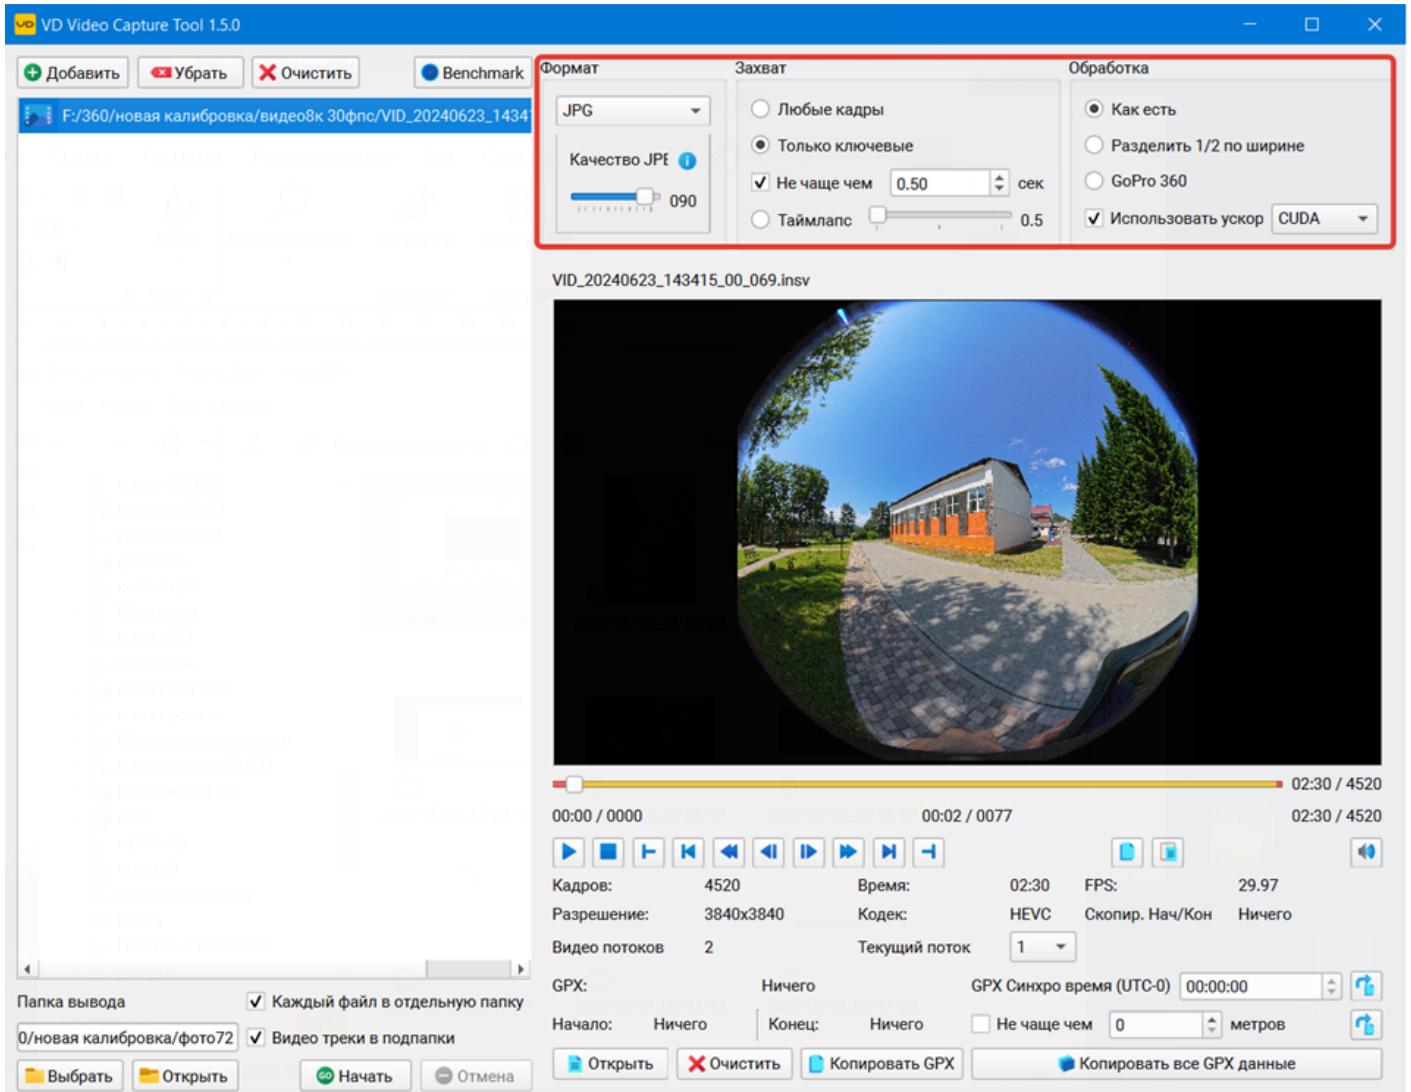 VD Video Capture Tool 1.5.0
Добавить Убрать Очистить Benchmark
F:/360/новая калибровка/видео8к 30фпс/VID_20240623_1434
Формат
JPG
Качество JPE
090
Захват
Любые кадры
Только ключевые
Не чаще чем 0.50 сек
Таймлапс 0.5
Обработка
Как есть
Разделить 1/2 по ширине
GoPro 360
Использовать ускор CUDA
VID_20240623_143415_00_069.insv
02:30 / 4520
00:00 / 0000 00:02 / 0077 02:30 / 4520
Кадров: 4520 Время: 02:30 FPS: 29.97
Разрешение: 3840x3840 Кодек: HEVC Скопир. Нач/Кон Ничего
Видео потоков 2 Текущий поток 1
GPX: Ничего GPX Синхро время (UTC-0) 00:00:00
Начало: Ничего Конец: Ничего Не чаще чем 0 метров
Открыть Очистить Копировать GPX Копировать все GPX данные
Папка вывода Каждый файл в отдельную папку
0/новая калибровка/фото72 Видео треки в подпапки
Выбрать Открыть GO Начать Отмена